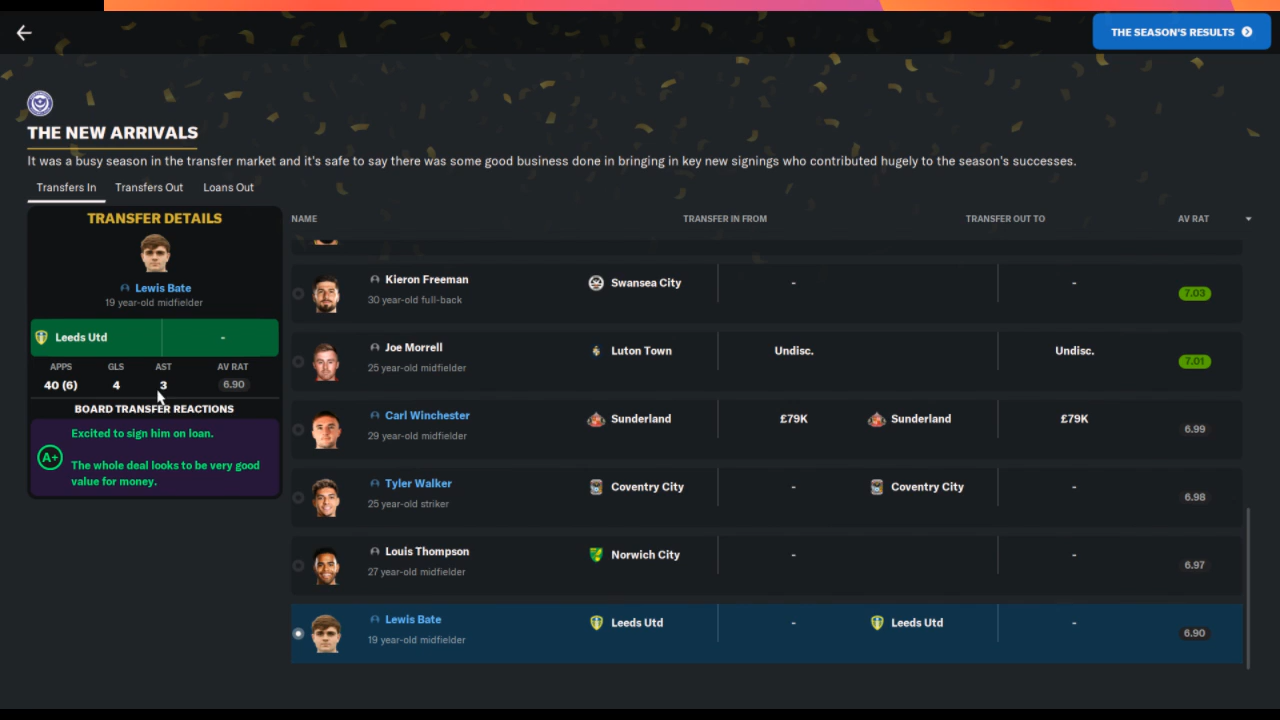 THE SEASON'S RESULTS
THE NEW ARRIVALS
It was a busy season in the transfer market and it's safe to say there was some good business done in bringing in key new signings who contributed hugely to the season's successes.
Transfers In Transfers Out Loans Out
TRANSFER DETAILS
Lewis Bate
19 year-old midfielder
Leeds Utd -
APPS GLS AST AV RAT
40 (6) 4 3 6.90
BOARD TRANSFER REACTIONS
A+
Excited to sign him on loan.
The whole deal looks to be very good
value for money.
NAME TRANSFER IN FROM TRANSFER OUT TO AV RAT
Kieron Freeman Swansea City - - 7.03
30 year-old full-back
Joe Morrell Luton Town Undisc. Undisc. 7.01
25 year-old midfielder
Carl Winchester Sunderland £79K Sunderland £79K 6.99
29 year-old midfielder
Tyler Walker Coventry City - Coventry City - 6.98
25 year-old striker
Louis Thompson Norwich City - - 6.97
27 year-old midfielder
Lewis Bate Leeds Utd - Leeds Utd - 6.90
19 year-old midfielder